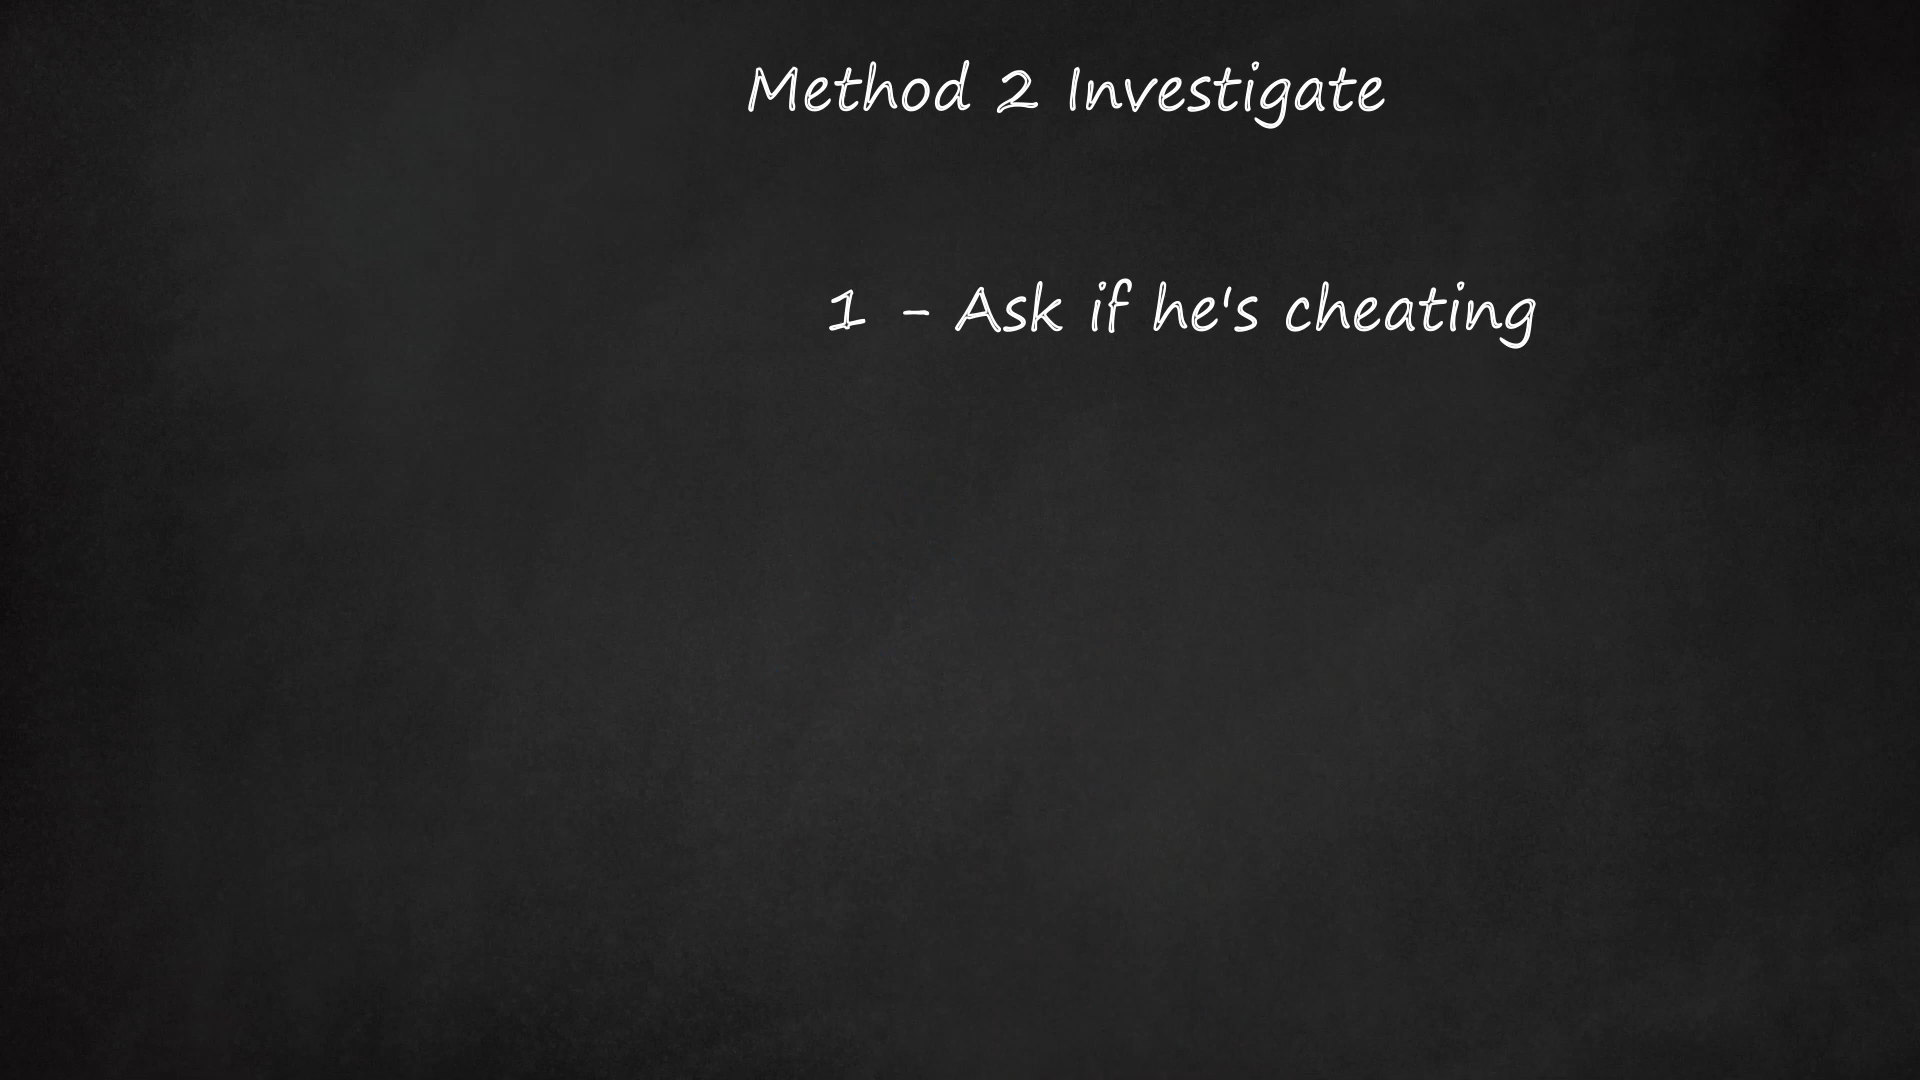 Method 2 Investigate
1 - Ask if he's cheating